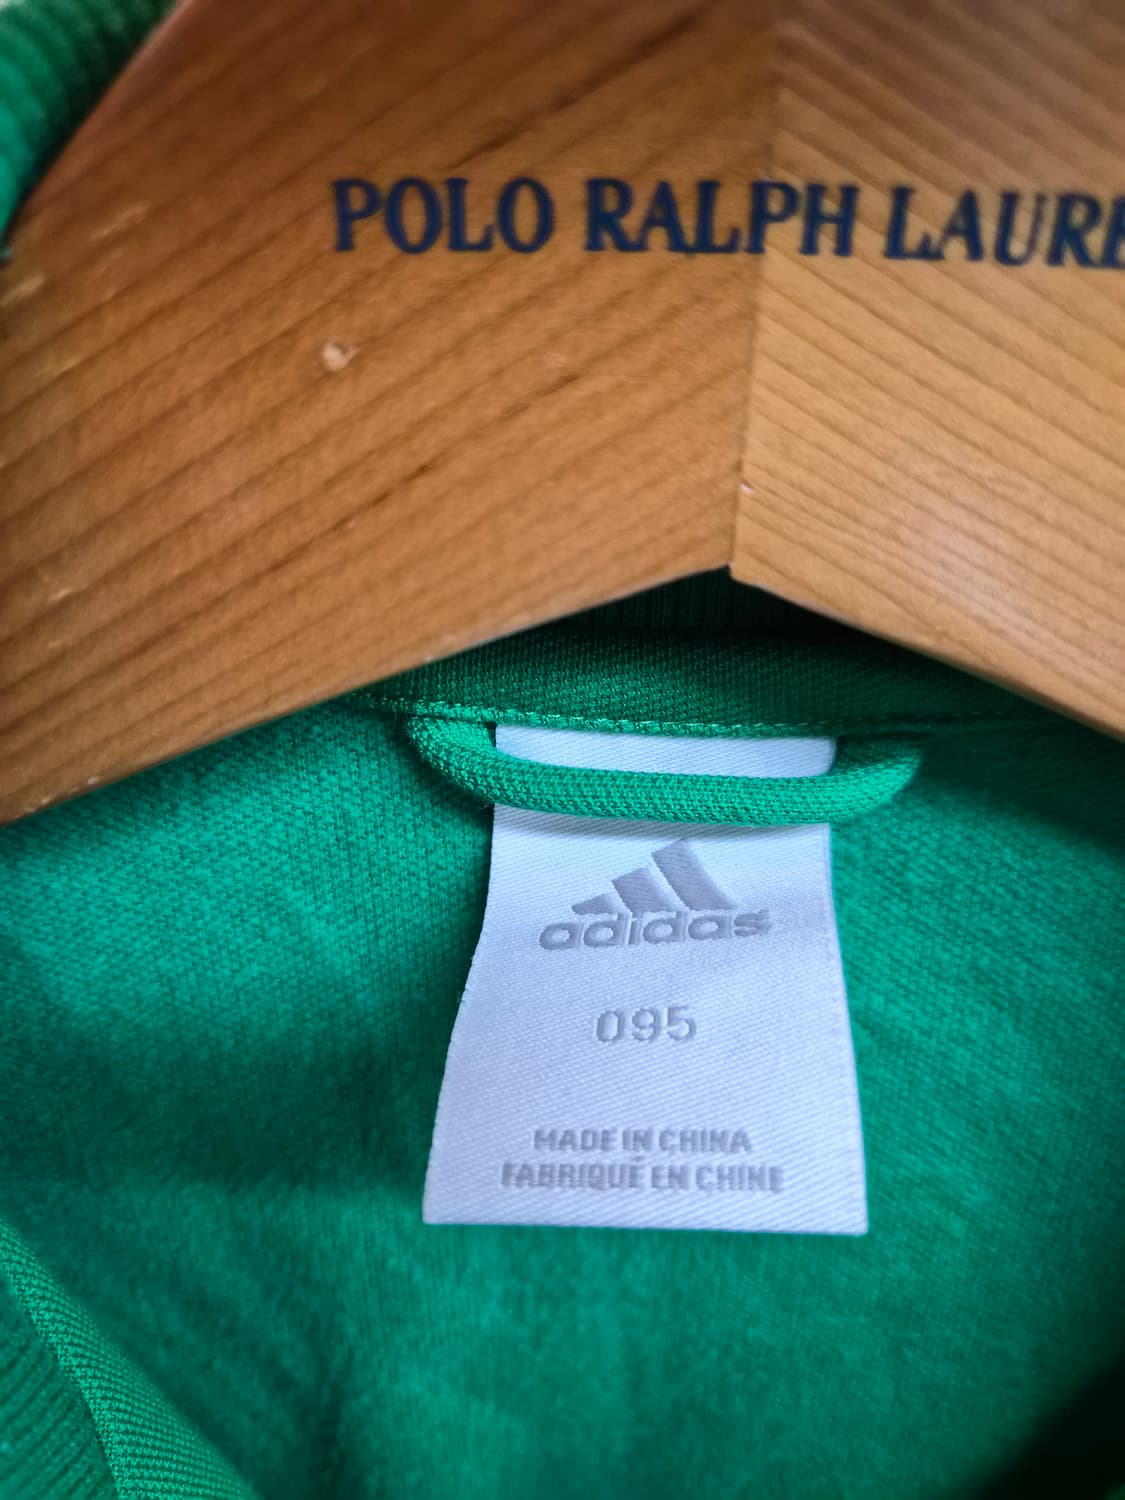 POLO RALPH LAURE
adidas
095
MADE IN CHINA
FABRIQUÉ EN CHINE